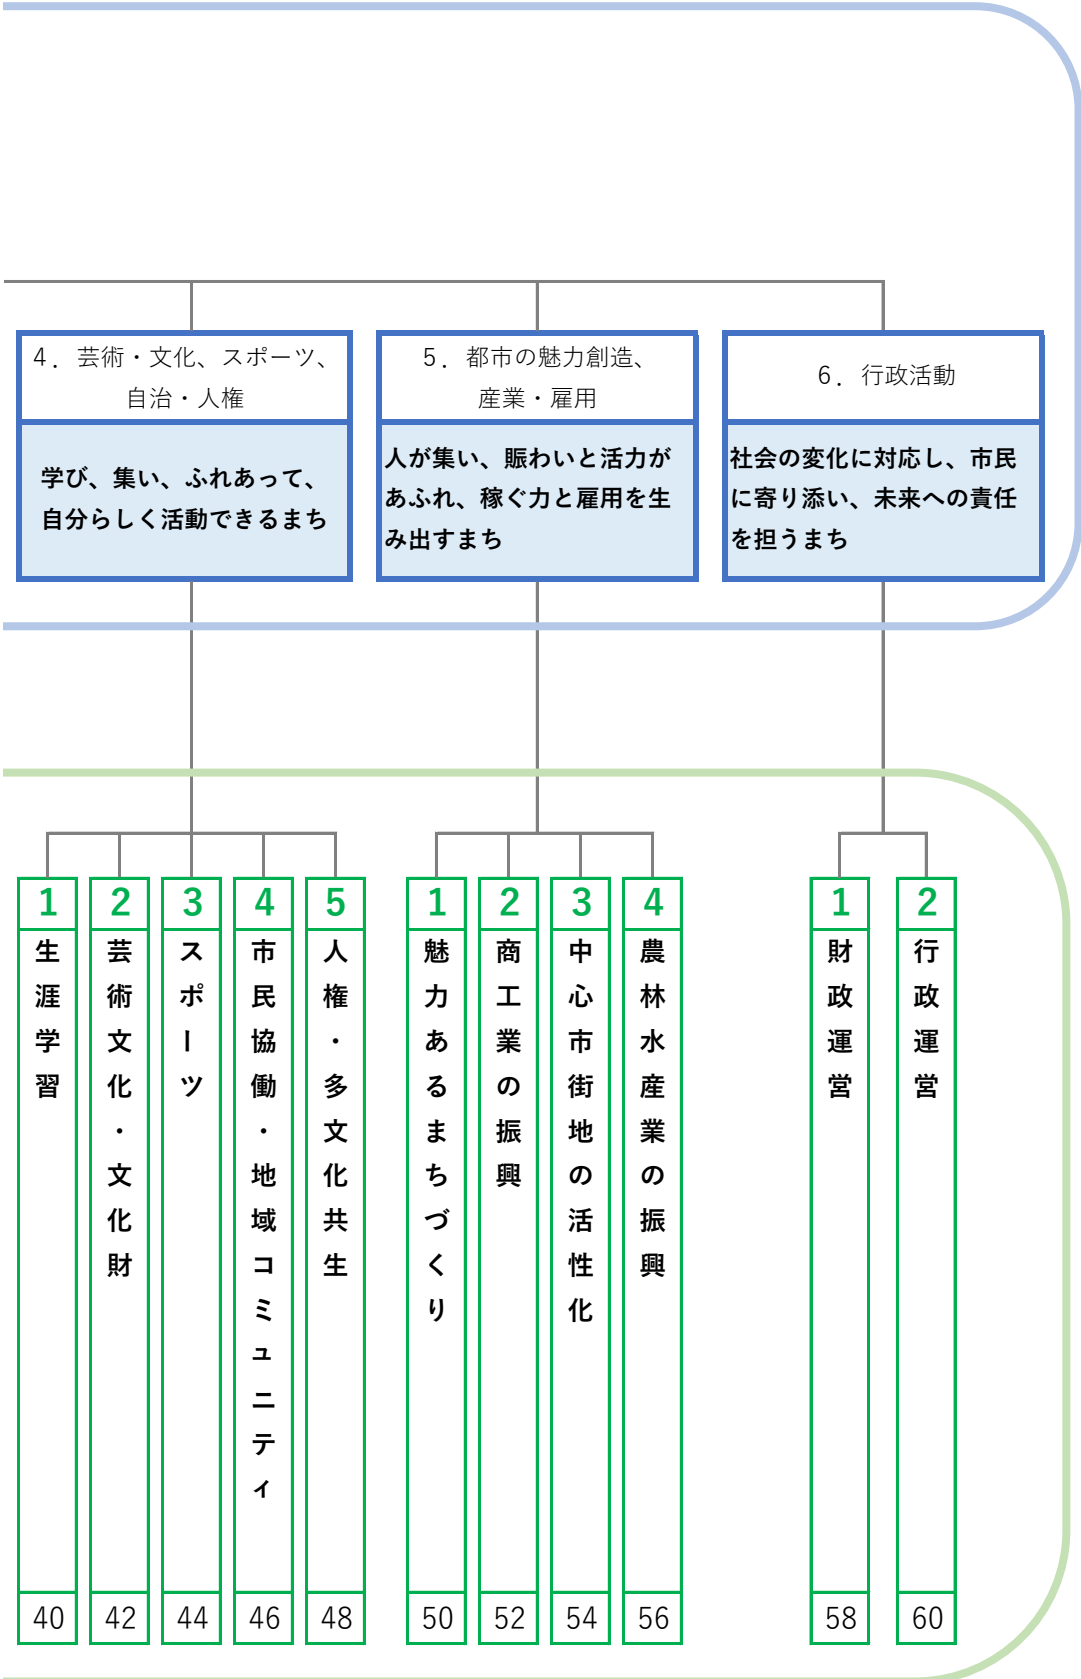 4．芸術・文化、スポーツ、
自治・人権
学び、集い、ふれあって、
自分らしく活動できるまち
5．都市の魅力創造、
産業・雇用
人が集い、賑わいと活力が
あふれ、稼ぐ力と雇用を生
み出すまち
6．行政活動
社会の変化に対応し、市民
に寄り添い、未来への責任
を担うまち
1
生涯学習
40
2
芸術文化・文化財
42
3
スポーツ
44
4
市民協働・地域コミュニティ
46
5
人権・多文化共生
48
1
魅力あるまちづくり
50
2
商工業の振興
52
3
中心市街地の活性化
54
4
農林水産業の振興
56
1
財政運営
58
2
行政運営
60